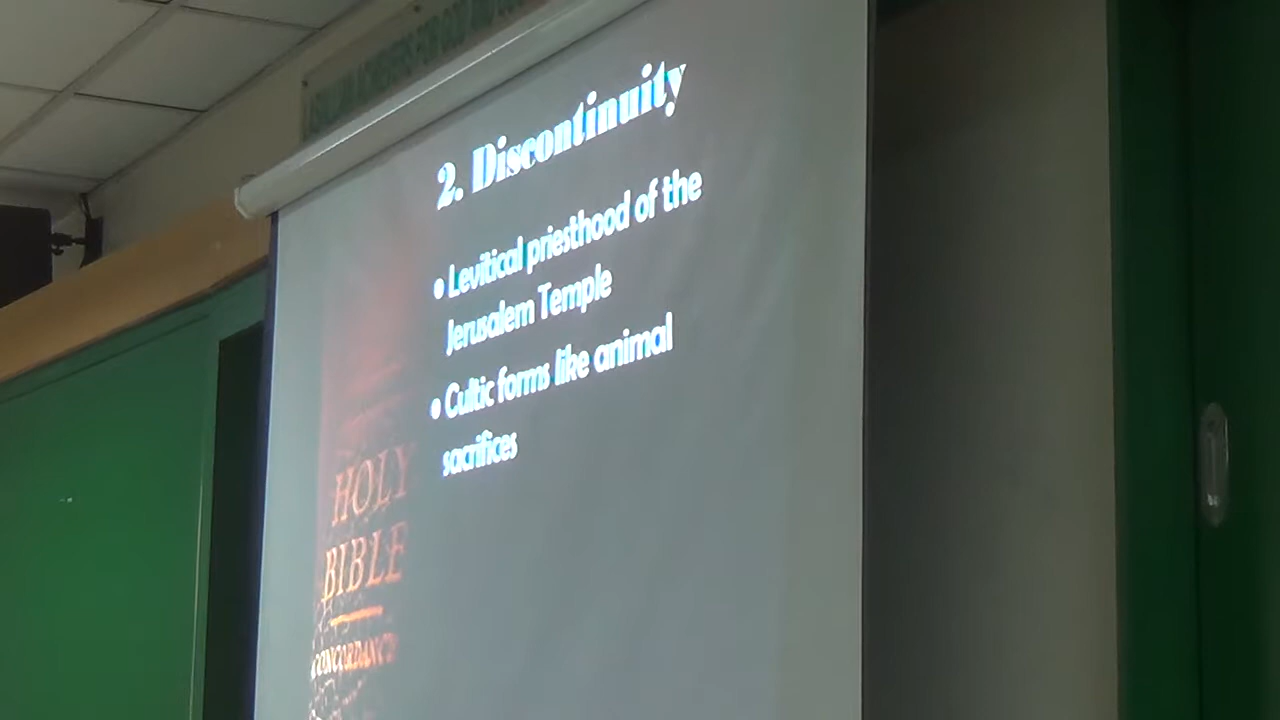 2. Discontinuity
• Levitical priesthood of the
Jerusalem Temple
• Cultic forms like animal
sacrifices
HOLY
BIBLE
CONCORDANCE